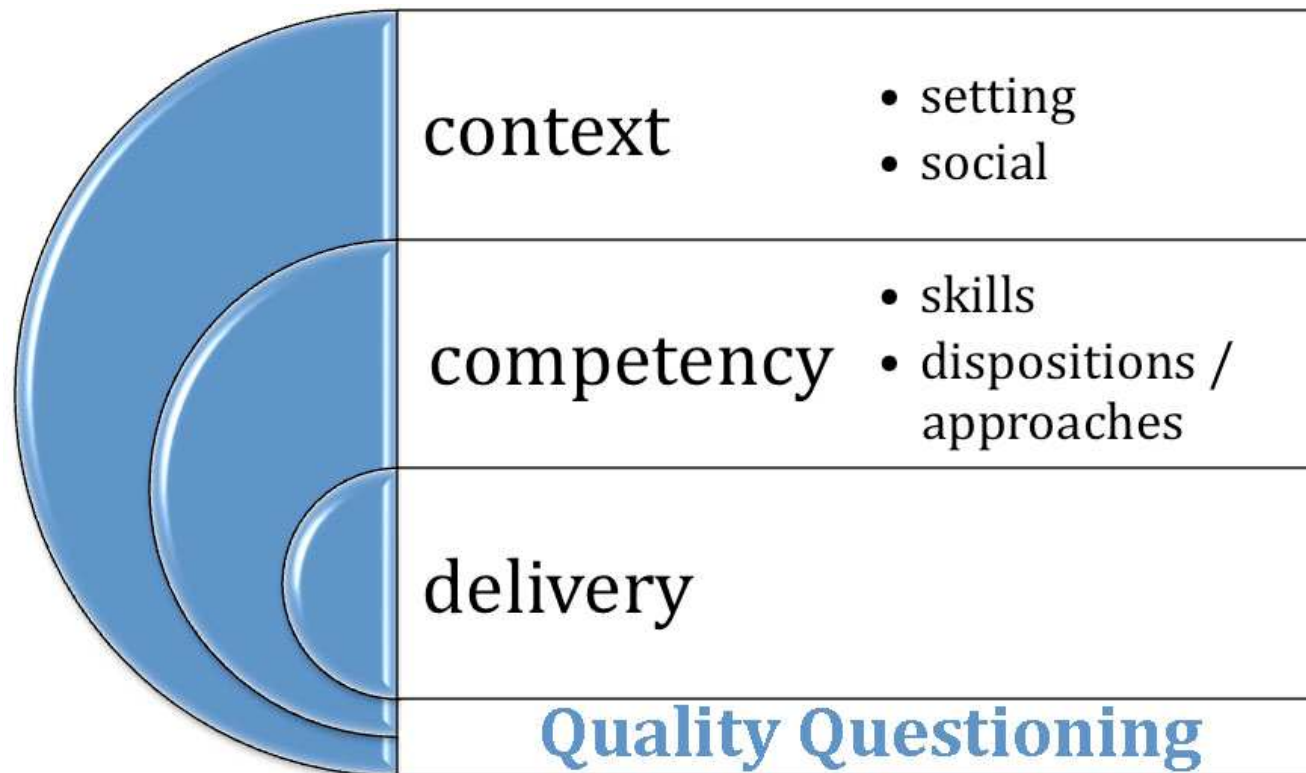 context
• setting
• social
competency
• skills
• dispositions /
approaches
delivery
Quality Questioning